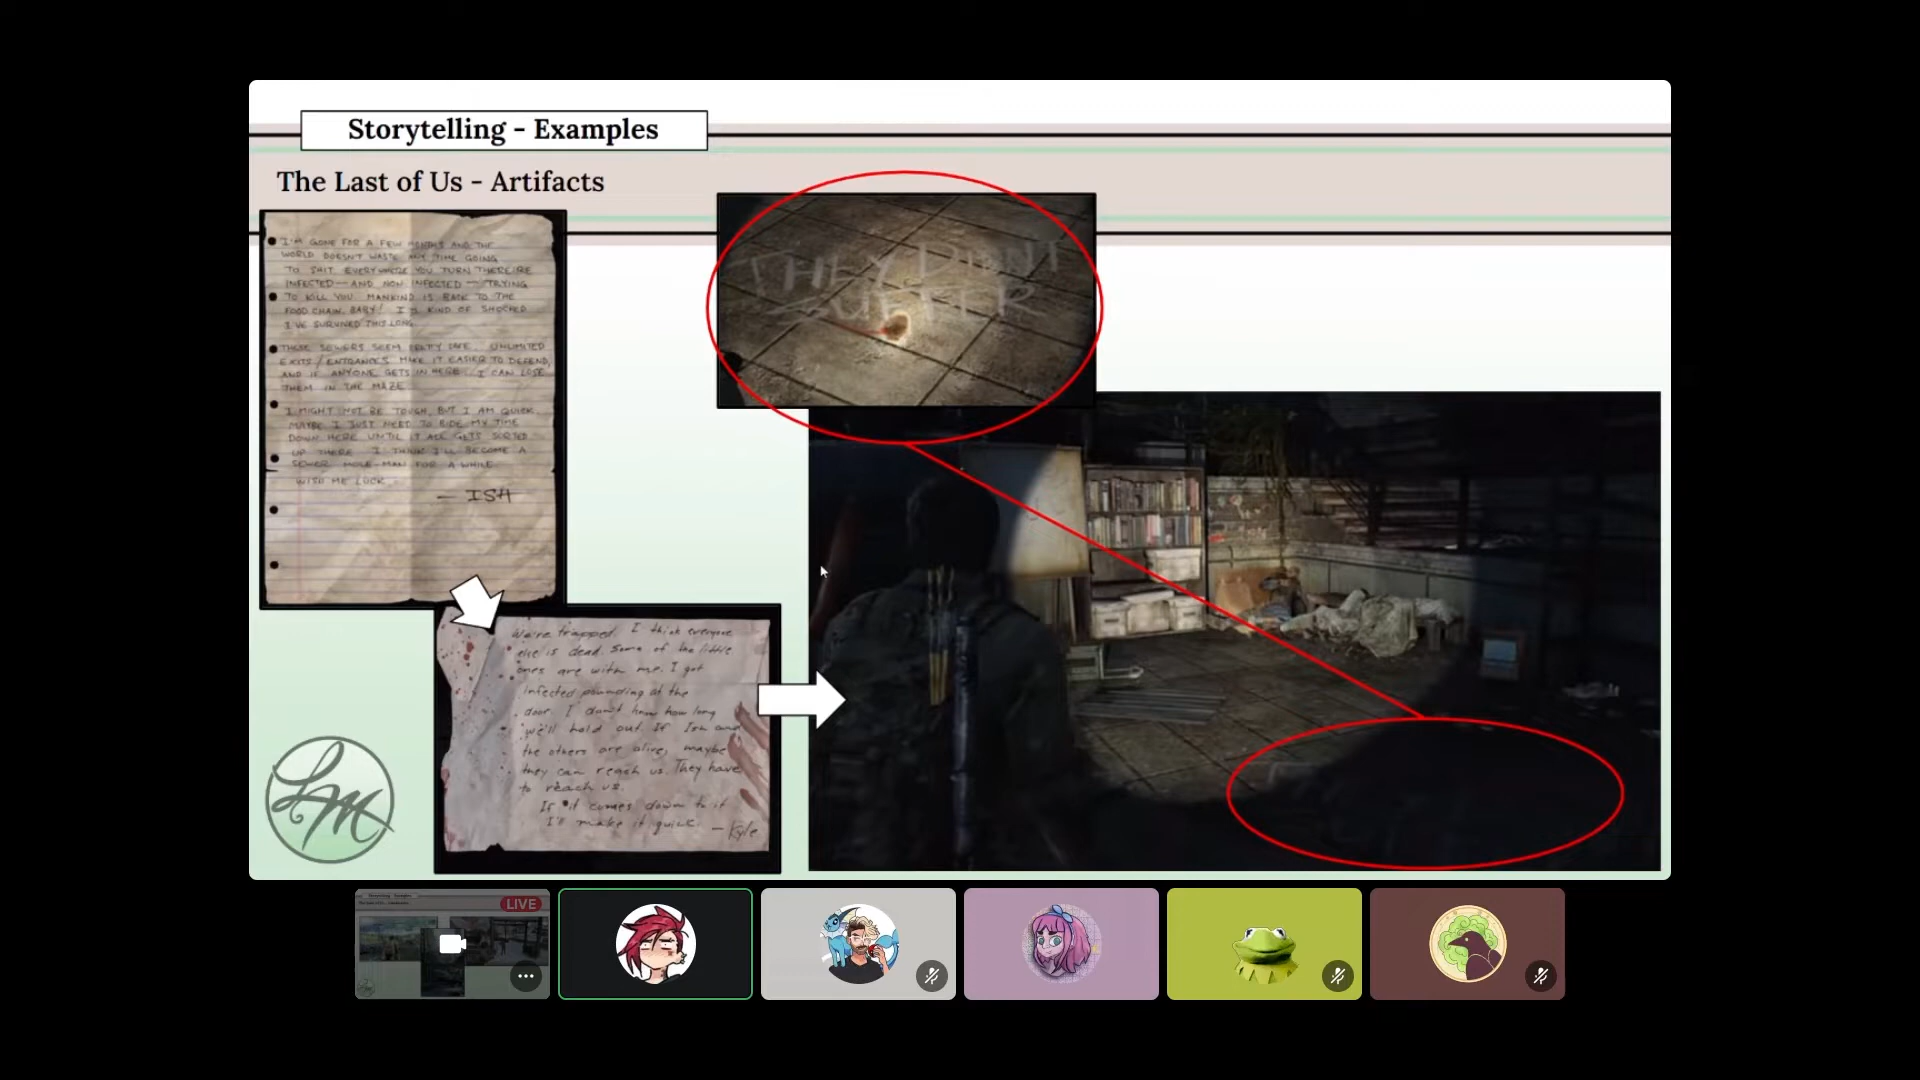 Storytelling - Examples
The Last of Us - Artifacts
I'M GONE FOR A FEW MONTHS AND THE
WORLD DOESN'T WASTE ANY TIME GOING
TO SHIT EVERYWHERE YOU TURN THERE'RE
INFECTED — AND NON INFECTED — TRYING
TO KILL YOU MANKIND IS BACK TO THE
FOOD CHAIN, BABY! I'M KIND OF SHOCKED
I'VE SURVIVED THIS LONG
THESE SEWERS SEEM PRETTY SAFE. UNLIMITED
EXITS/ENTRANCES MAKE IT EASIER TO DEFEND,
AND IF ANYONE GETS IN HERE I CAN LOSE
THEM IN THE MAZE
I MIGHT NOT BE TOUGH, BUT I AM QUICK.
MAYBE I JUST NEED TO BIDE MY TIME
DOWN HERE UNTIL IT ALL GETS SORTED
UP THERE I THINK I'LL BECOME A
SEWER MOLE-MAN FOR A WHILE
WISH ME LUCK
— ISH
THEY DIDNT
SUFFER
We're trapped. I think everyone
else is dead. Some of the little
ones are with me. I got
infected pounding at the
door. I don't know how long
we'll hold out. If Ish and
the others are alive, maybe
they can reach us. They have
to reach us.
If it comes down to it
I'll make it quick.
— Kyle
LM
LIVE